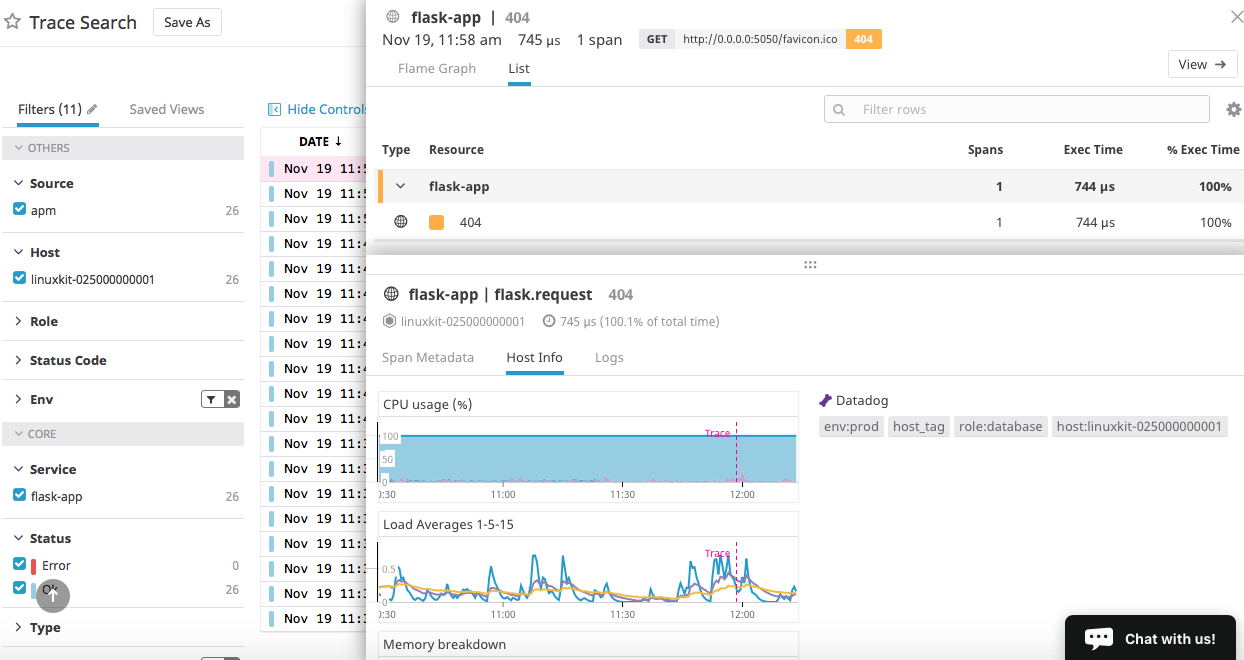 Trace Search
Save As
Filters (11)
Saved Views
Hide Controls
OTHERS
Source
apm 26
Host
linuxkit-025000000001 26
Role
Status Code
Env
CORE
Service
flask-app 26
Status
Error 0
Ok 26
Type
DATE ↓
Nov 19 11:5
Nov 19 11:5
Nov 19 11:5
Nov 19 11:4
Nov 19 11:4
Nov 19 11:4
Nov 19 11:4
Nov 19 11:4
Nov 19 11:4
Nov 19 11:4
Nov 19 11:4
Nov 19 11:3
Nov 19 11:3
Nov 19 11:3
Nov 19 11:3
Nov 19 11:3
Nov 19 11:3
Nov 19 11:3
Nov 19 11:3
flask-app | 404
Nov 19, 11:58 am 745 µs 1 span GET http://0.0.0.0:5050/favicon.ico 404
Flame Graph
List
View →
Filter rows
Type Resource Spans Exec Time % Exec Time
flask-app 1 744 µs 100%
404 1 744 µs 100%
flask-app | flask.request 404
linuxkit-025000000001 745 µs (100.1% of total time)
Span Metadata
Host Info
Logs
CPU usage (%)
Trace
100
50
0
0:30 11:00 11:30 12:00
Load Averages 1-5-15
Trace
0.5
0
0:30 11:00 11:30 12:00
Memory breakdown
Datadog
env:prod host_tag role:database host:linuxkit-025000000001
Chat with us!